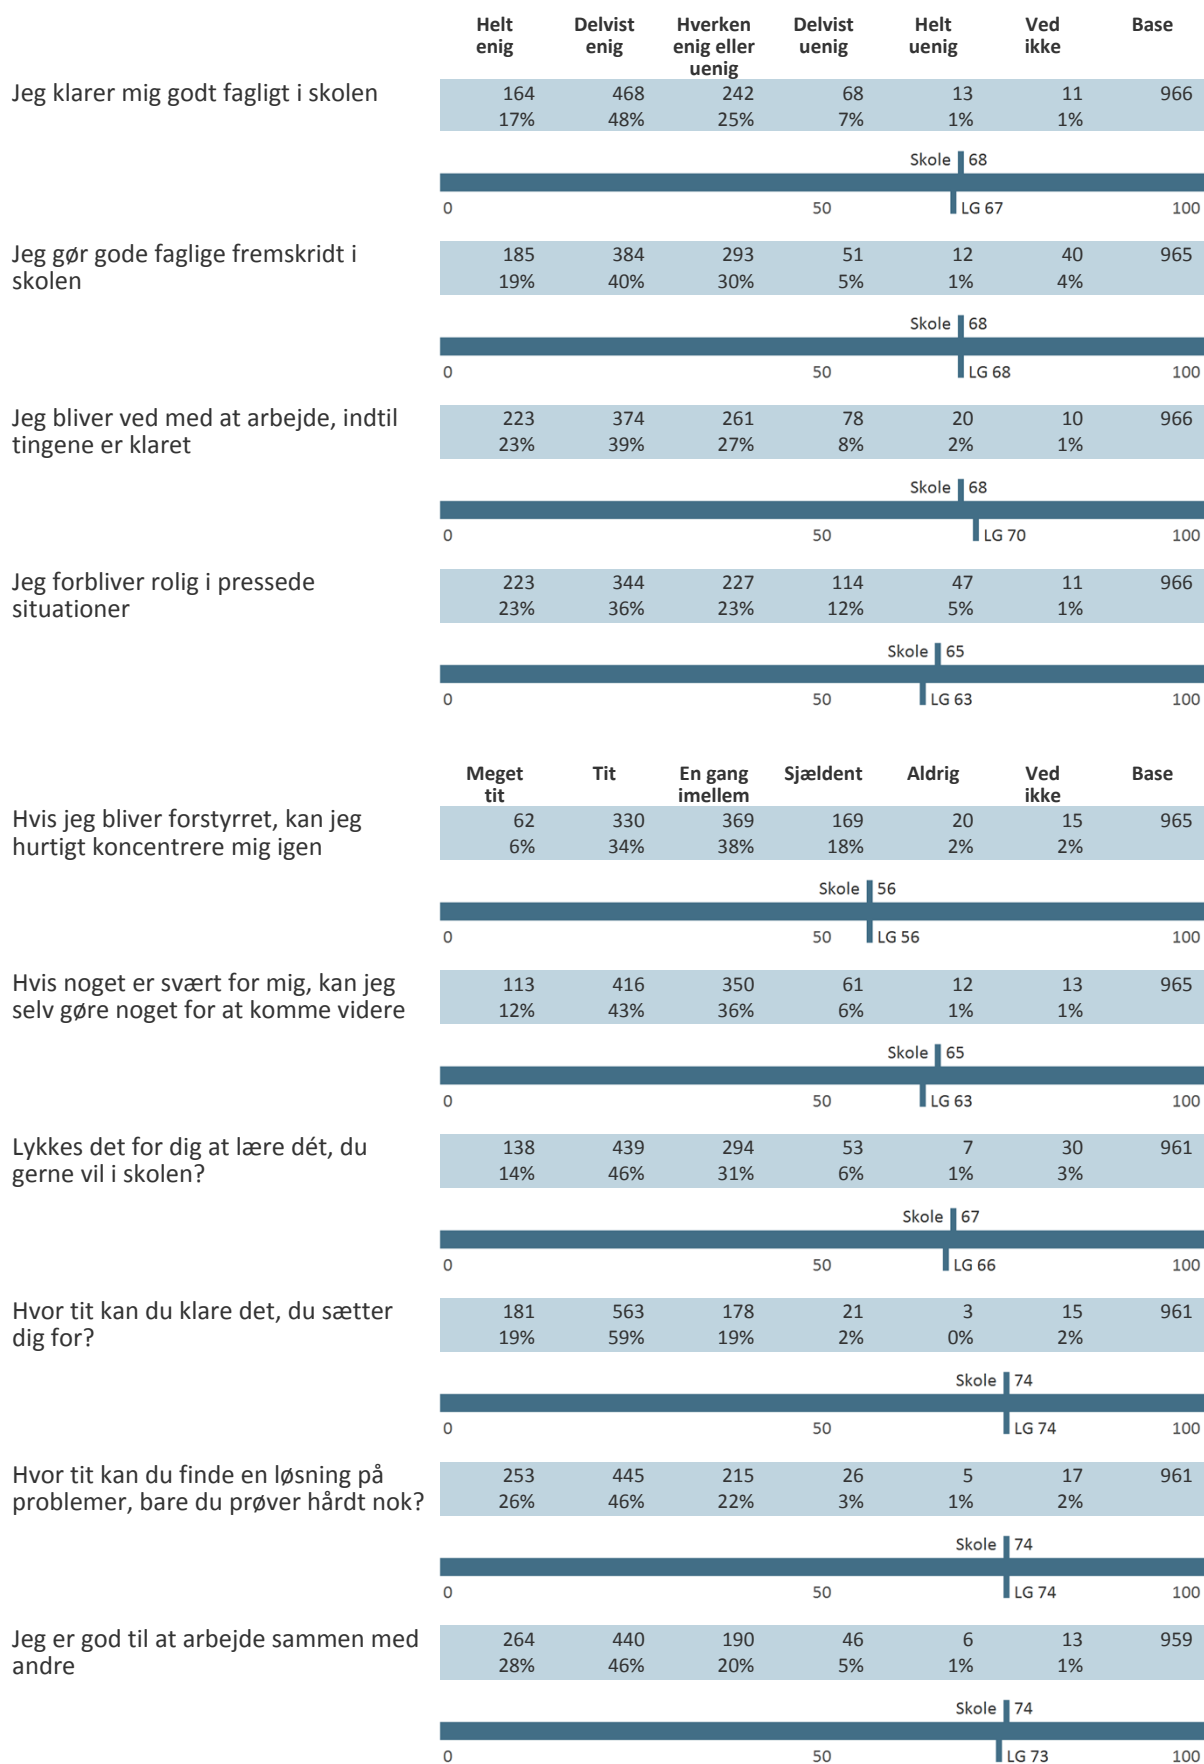 Helt enig Delvist enig Hverken enig eller uenig Delvist uenig Helt uenig Ved ikke Base
Jeg klarer mig godt fagligt i skolen 164 468 242 68 13 11 966
17% 48% 25% 7% 1% 1%
Skole 68
0 50 LG 67 100
Jeg gør gode faglige fremskridt i 185 384 293 51 12 40 965
skolen 19% 40% 30% 5% 1% 4%
Skole 68
0 50 LG 68 100
Jeg bliver ved med at arbejde, indtil 223 374 261 78 20 10 966
tingene er klaret 23% 39% 27% 8% 2% 1%
Skole 68
0 50 LG 70 100
Jeg forbliver rolig i pressede 223 344 227 114 47 11 966
situationer 23% 36% 23% 12% 5% 1%
Skole 65
0 50 LG 63 100
Meget tit Tit En gang imellem Sjældent Aldrig Ved ikke Base
Hvis jeg bliver forstyrret, kan jeg 62 330 369 169 20 15 965
hurtigt koncentrere mig igen 6% 34% 38% 18% 2% 2%
Skole 56
0 50 LG 56 100
Hvis noget er svært for mig, kan jeg 113 416 350 61 12 13 965
selv gøre noget for at komme videre 12% 43% 36% 6% 1% 1%
Skole 65
0 50 LG 63 100
Lykkes det for dig at lære dét, du 138 439 294 53 7 30 961
gerne vil i skolen? 14% 46% 31% 6% 1% 3%
Skole 67
0 50 LG 66 100
Hvor tit kan du klare det, du sætter 181 563 178 21 3 15 961
dig for? 19% 59% 19% 2% 0% 2%
Skole 74
0 50 LG 74 100
Hvor tit kan du finde en løsning på 253 445 215 26 5 17 961
problemer, bare du prøver hårdt nok? 26% 46% 22% 3% 1% 2%
Skole 74
0 50 LG 74 100
Jeg er god til at arbejde sammen med 264 440 190 46 6 13 959
andre 28% 46% 20% 5% 1% 1%
Skole 74
0 50 LG 73 100